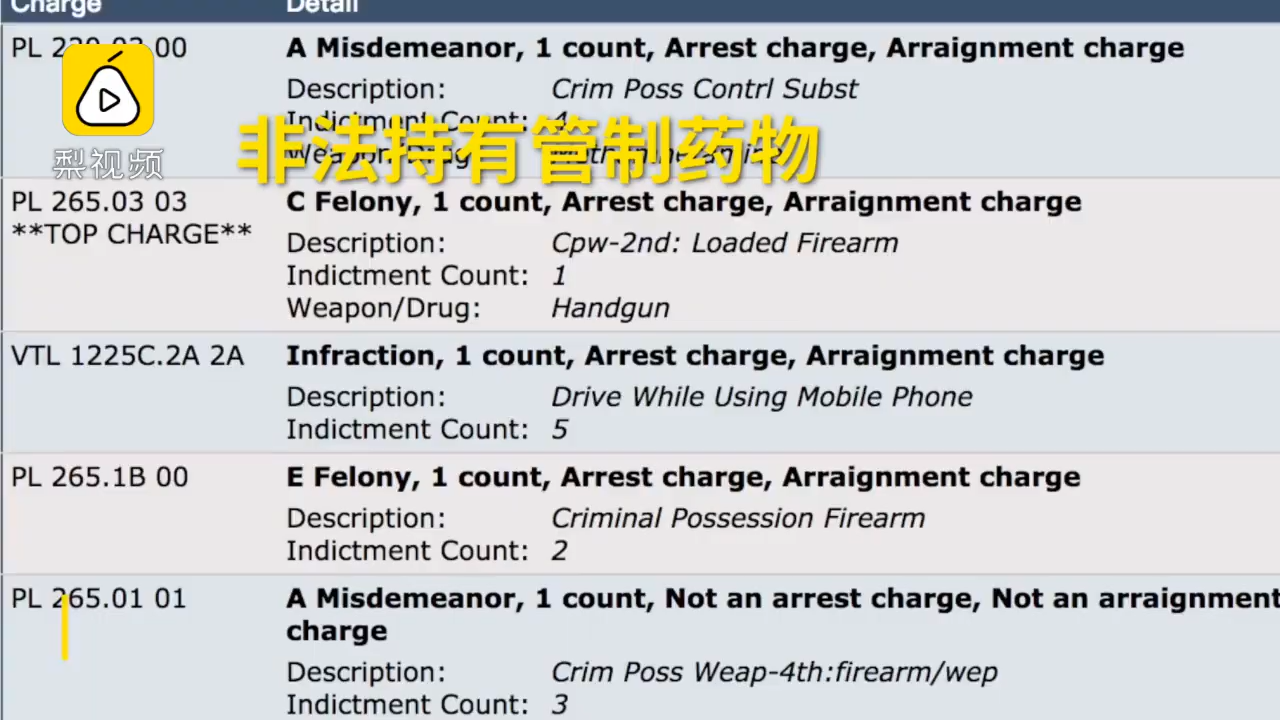 Charge Detail
PL 00 A Misdemeanor, 1 count, Arrest charge, Arraignment charge
Description: Crim Poss Contrl Subst
Indictment Count: 4
梨视频
非法持有管制药物
PL 265.03 03 C Felony, 1 count, Arrest charge, Arraignment charge
**TOP CHARGE**
Description: Cpw-2nd: Loaded Firearm
Indictment Count: 1
Weapon/Drug: Handgun
VTL 1225C.2A 2A Infraction, 1 count, Arrest charge, Arraignment charge
Description: Drive While Using Mobile Phone
Indictment Count: 5
PL 265.1B 00 E Felony, 1 count, Arrest charge, Arraignment charge
Description: Criminal Possession Firearm
Indictment Count: 2
PL 265.01 01 A Misdemeanor, 1 count, Not an arrest charge, Not an arraignment
charge
Description: Crim Poss Weap-4th:firearm/wep
Indictment Count: 3